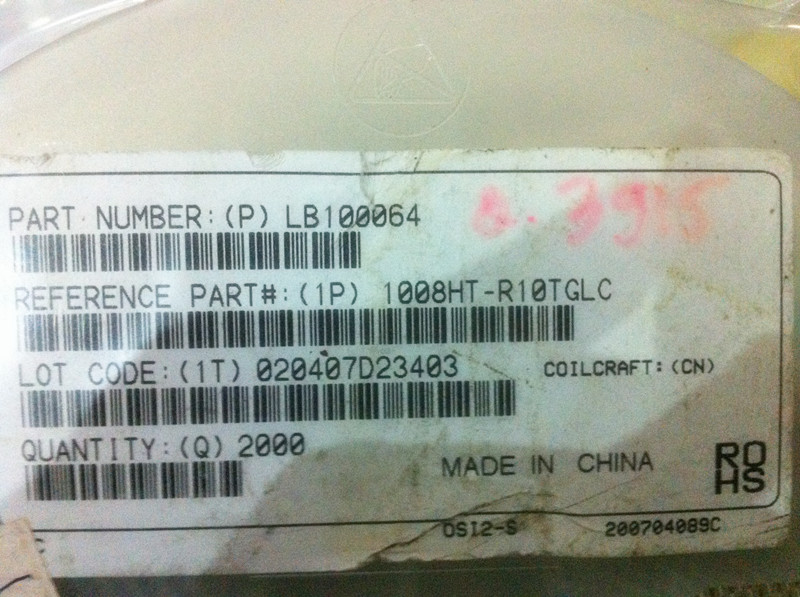 PART NUMBER:(P) LB100064
REFERENCE PART#:(1P) 1008HT-R10TGLC
LOT CODE:(1T) 020407D23403
COILCRAFT:(CN)
QUANTITY:(Q) 2000
MADE IN CHINA
RO
HS
OSI2-S 200704089C